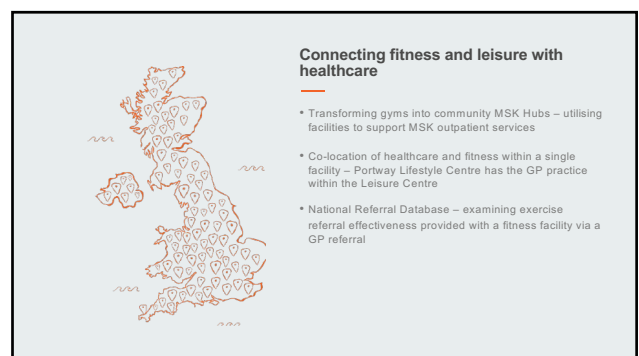 Connecting fitness and leisure with
healthcare
• Transforming gyms into community MSK Hubs – utilising
facilities to support MSK outpatient services
• Co-location of healthcare and fitness within a single
facility – Portway Lifestyle Centre has the GP practice
within the Leisure Centre
• National Referral Database – examining exercise
referral effectiveness provided with a fitness facility via a
GP referral